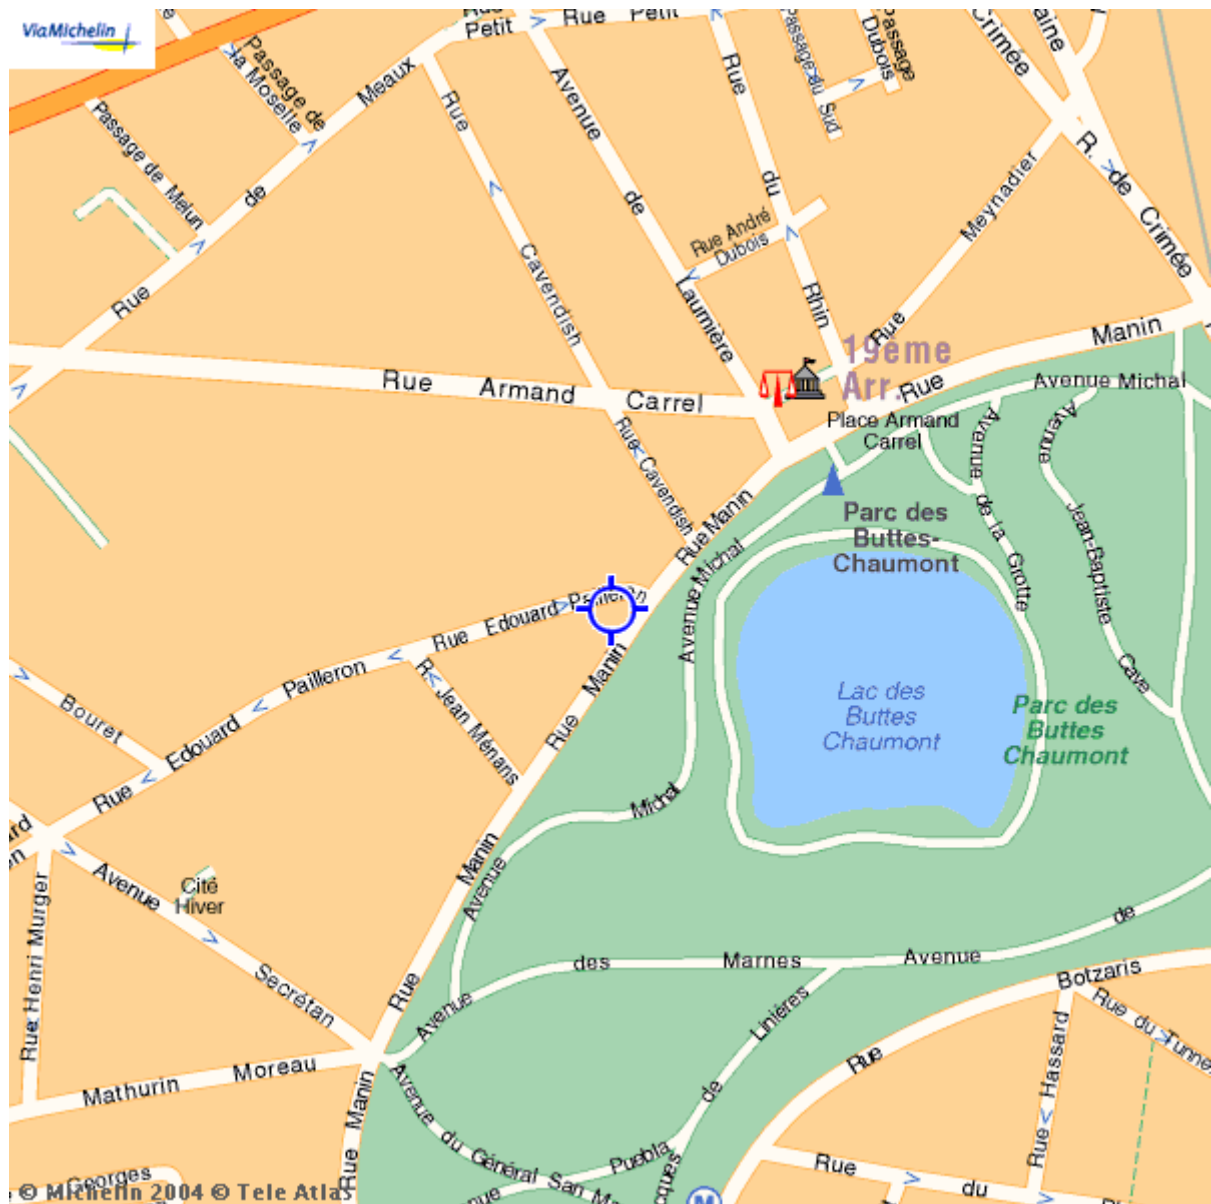 ViaMichelin
Rue Petit
Petit
Passage de
la Moselle
Passage de Melun
Rue de Meaux
Rue Cavendish
Avenue de Laumière
Rue du Rhin
Passage du Sud
Passage
Dubois
Crimée
R. de Crimée
Rue Meynadier
Rue André
Dubois
Rue Armand Carrel
19ème
Arr.
Rue Manin
Avenue Michal
Place Armand
Carrel
Rue Cavendish
Rue Manin
Avenue Michal
Parc des
Buttes-
Chaumont
Avenue de la Grotte
Avenue Jean-Baptiste Cave
Rue Edouard Pailleron
Rue Edouard Pailleron
R. Jean Ménans
Bouret
Rue Manin
Lac des
Buttes
Chaumont
Parc des
Buttes
Chaumont
Avenue Michal
Manin
Avenue Secrétan
Cité
Hiver
Rue Henri Murger
Rue
Avenue des Marnes
Avenue de
Linières
Rue Botzaris
Rue du Tunnel
Rue Hassard
Mathurin Moreau
Rue Manin
Avenue du Général San Ma
de Puebla
Rue du
Georges
© Michelin 2004 © Tele Atlas
M